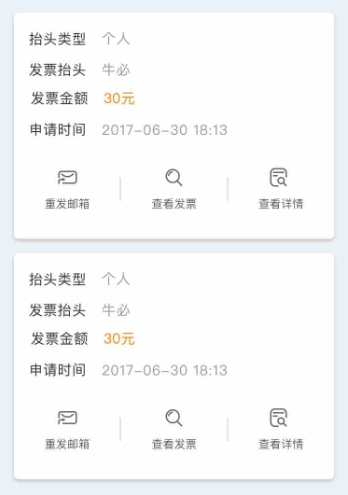 抬头类型 个人
发票抬头 牛必
发票金额 30元
申请时间 2017-06-30 18:13
重发邮箱 查看发票 查看详情
抬头类型 个人
发票抬头 牛必
发票金额 30元
申请时间 2017-06-30 18:13
重发邮箱 查看发票 查看详情